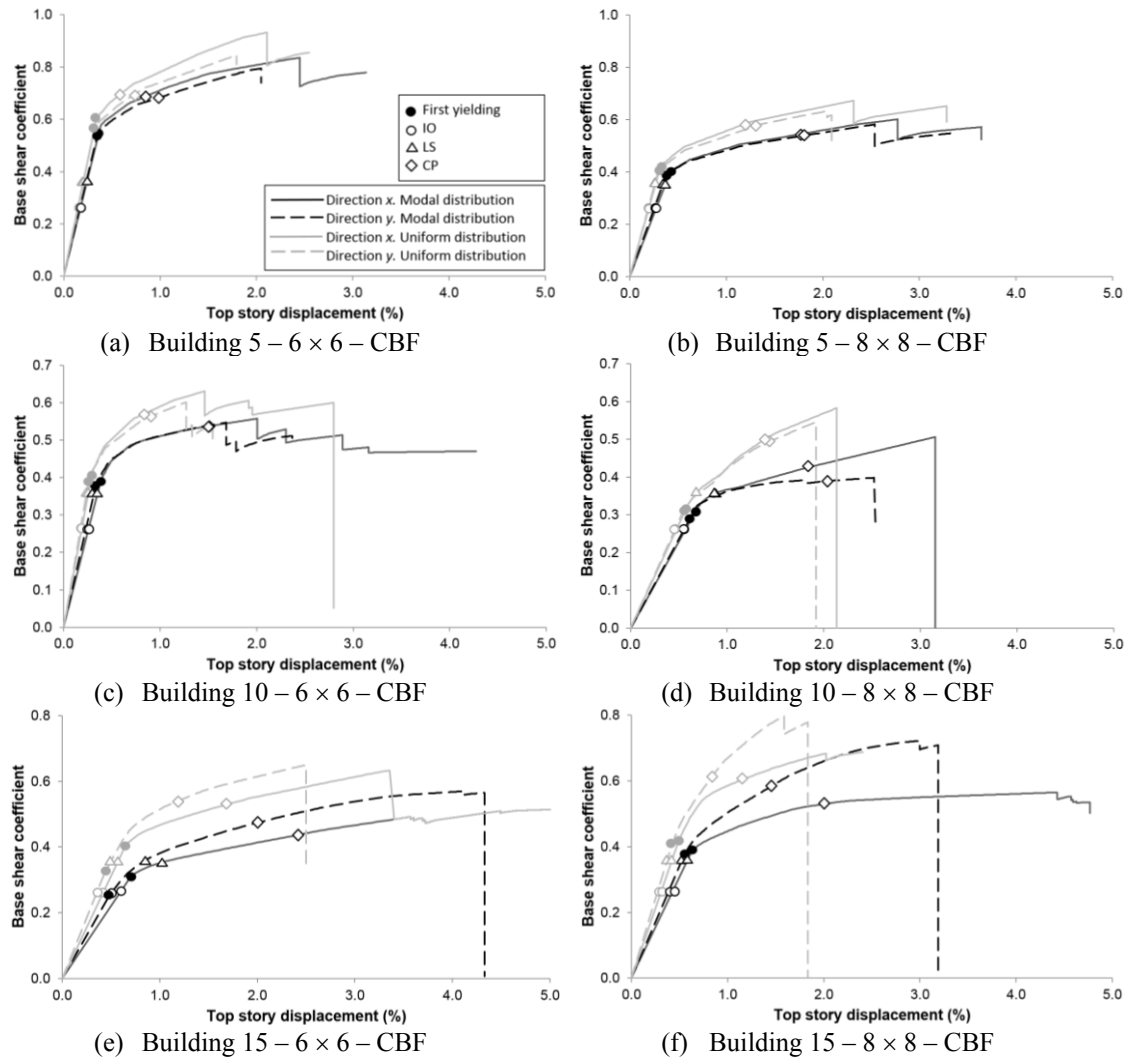 1.0
0.8
0.6
0.4
0.2
0.0
Base shear coefficient
First yielding
IO
LS
CP
Direction x. Modal distribution
Direction y. Modal distribution
Direction x. Uniform distribution
Direction y. Uniform distribution
0.0 1.0 2.0 3.0 4.0 5.0
Top story displacement (%)
(a) Building 5 – 6 × 6 – CBF
1.0
0.8
0.6
0.4
0.2
0.0
Base shear coefficient
0.0 1.0 2.0 3.0 4.0 5.0
Top story displacement (%)
(b) Building 5 – 8 × 8 – CBF
0.7
0.6
0.5
0.4
0.3
0.2
0.1
0.0
Base shear coefficient
0.0 1.0 2.0 3.0 4.0 5.0
Top story displacement (%)
(c) Building 10 – 6 × 6 – CBF
0.7
0.6
0.5
0.4
0.3
0.2
0.1
0.0
Base shear coefficient
0.0 1.0 2.0 3.0 4.0 5.0
Top story displacement (%)
(d) Building 10 – 8 × 8 – CBF
0.8
0.6
0.4
0.2
0.0
Base shear coefficient
0.0 1.0 2.0 3.0 4.0 5.0
Top story displacement (%)
(e) Building 15 – 6 × 6 – CBF
0.8
0.6
0.4
0.2
0.0
Base shear coefficient
0.0 1.0 2.0 3.0 4.0 5.0
Top story displacement (%)
(f) Building 15 – 8 × 8 – CBF